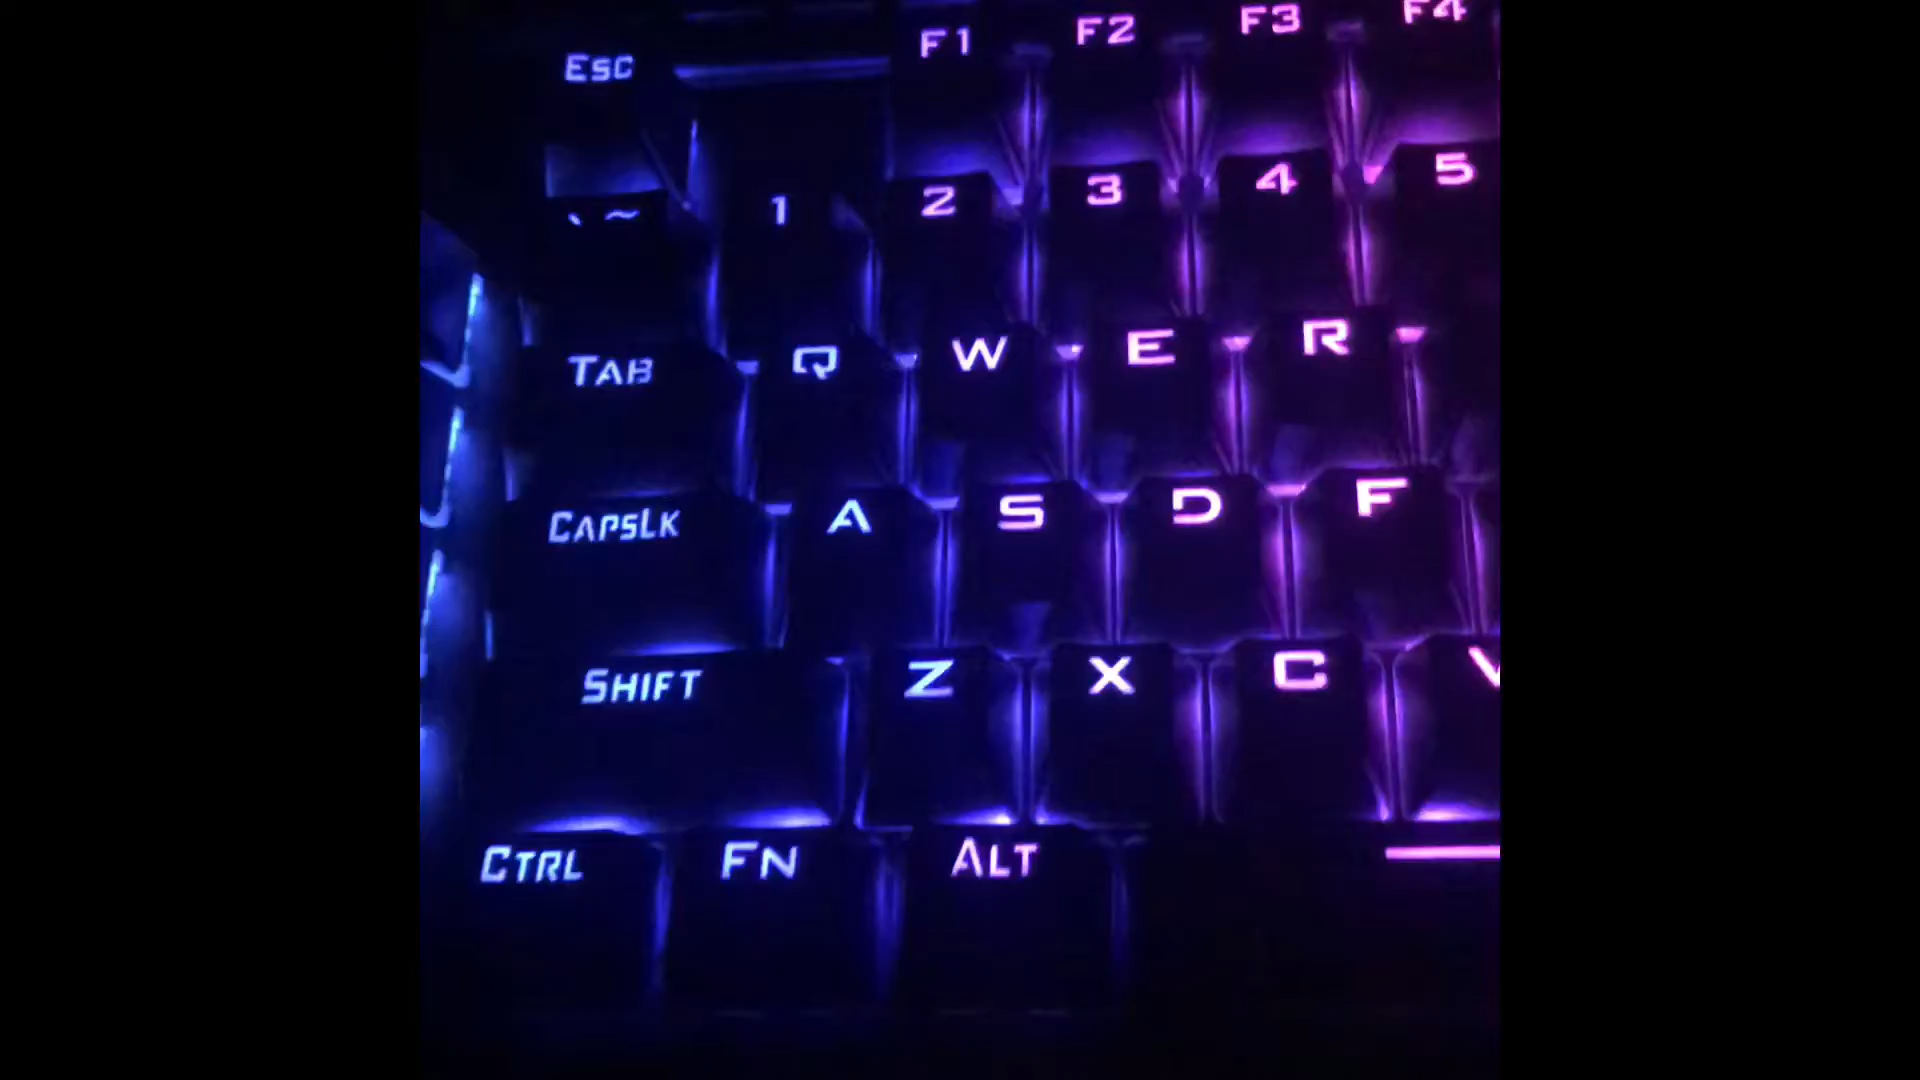 Esc F1 F2 F3 F4
` ~ 1 2 3 4 5
Tab Q W E R
CapsLk A S D F
Shift Z X C V
Ctrl Fn Alt